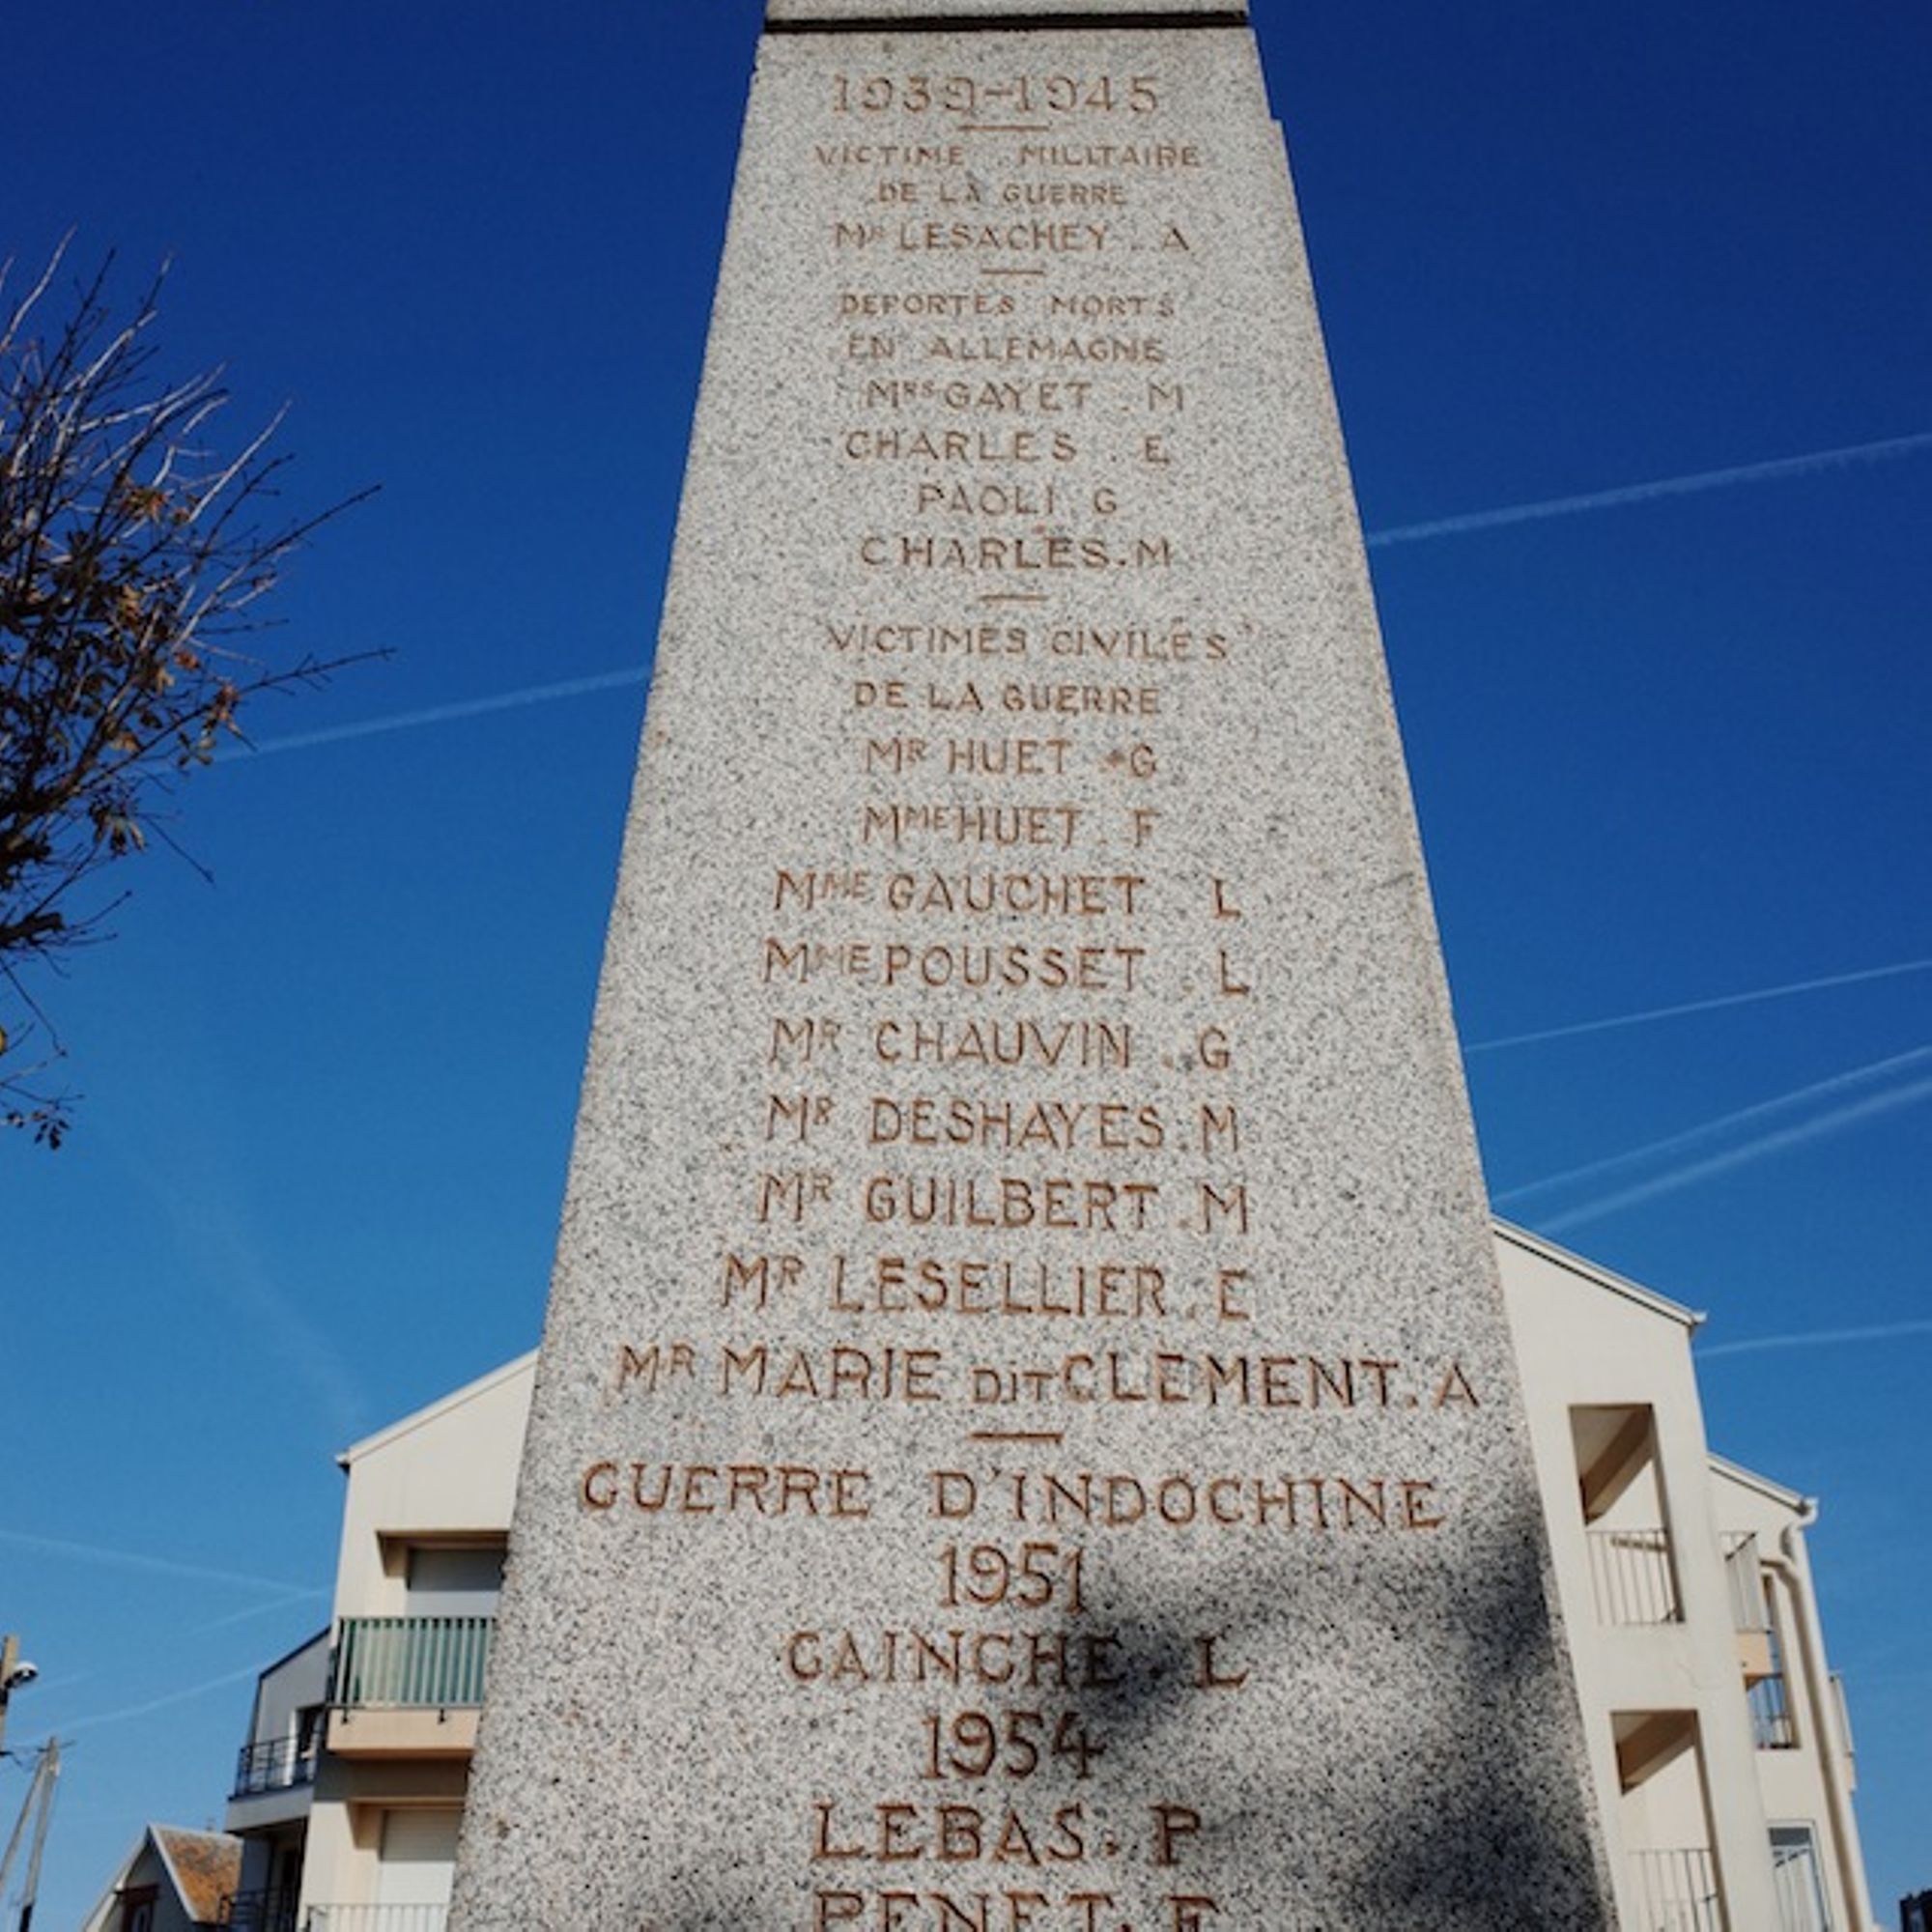 1939-1945
VICTIME MILITAIRE
DE LA GUERRE
MR LESACHEY . A
DEPORTES MORTS
EN ALLEMAGNE
MRS GAYET . M
CHARLES . E
PAOLI G
CHARLES.M
VICTIMES CIVILES
DE LA GUERRE
MR HUET . G
MME HUET . F
MME GAUCHET L
MME POUSSET . L
MR CHAUVIN . G
MR DESHAYES . M
MR GUILBERT . M
MR LESELLIER . E
MR MARIE DIT CLEMENT. A
GUERRE D'INDOCHINE
1951
GAINCHE L
1954
LEBAS. P